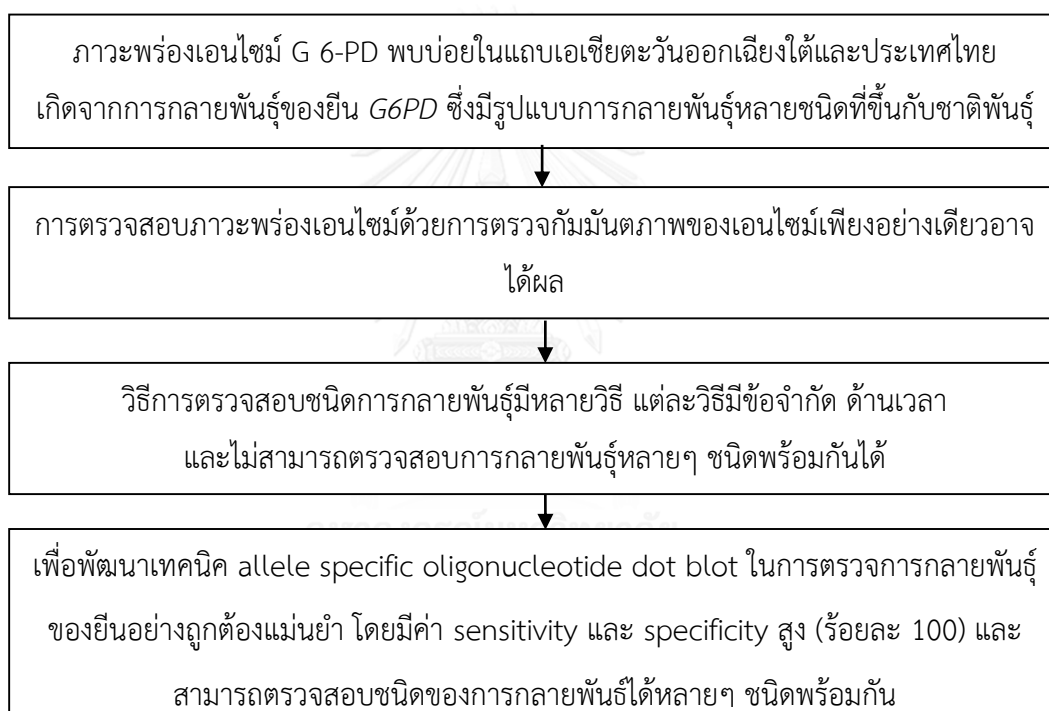 ภาวะพร่องเอนไซม์ G 6-PD พบบ่อยในแถบเอเชียตะวันออกเฉียงใต้และประเทศไทย
เกิดจากการกลายพันธุ์ของยีน G6PD ซึ่งมีรูปแบบการกลายพันธุ์หลายชนิดที่ขึ้นกับชาติพันธุ์
การตรวจสอบภาวะพร่องเอนไซม์ด้วยการตรวจกัมมันตภาพของเอนไซม์เพียงอย่างเดียวอาจ
ได้ผล
วิธีการตรวจสอบชนิดการกลายพันธุ์มีหลายวิธี แต่ละวิธีมีข้อจำกัด ด้านเวลา
และไม่สามารถตรวจสอบการกลายพันธุ์หลายๆ ชนิดพร้อมกันได้
เพื่อพัฒนาเทคนิค allele specific oligonucleotide dot blot ในการตรวจการกลายพันธุ์
ของยีนอย่างถูกต้องแม่นยำ โดยมีค่า sensitivity และ specificity สูง (ร้อยละ 100) และ
สามารถตรวจสอบชนิดของการกลายพันธ์ได้หลายๆ ชนิดพร้อมกัน